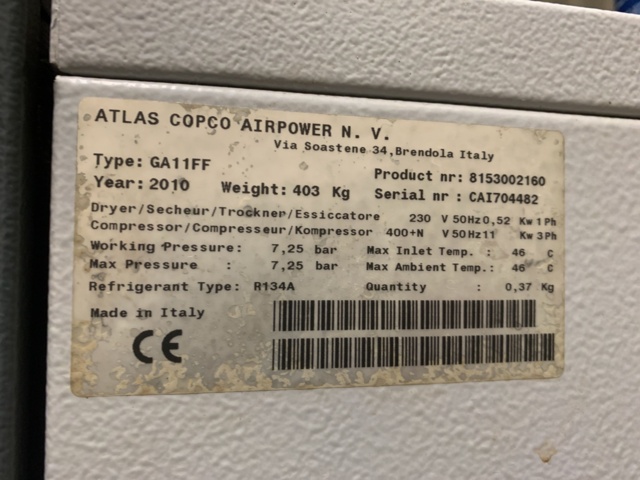 ATLAS COPCO AIRPOWER N. V.
Via Soastene 34,Brendola Italy
Type: GA11FF Product nr: 8153002160
Year: 2010 Weight: 403 Kg Serial nr : CAI704482
Dryer/Secheur/Trockner/Essiccatore 230 V 50Hz 0,52 Kw 1Ph
Compressor/Compresseur/Kompressor 400+N V 50Hz 11 Kw 3Ph
Working Pressure: 7,25 bar Max Inlet Temp. : 46 C
Max Pressure : 7,25 bar Max Ambient Temp.: 46 C
Refrigerant Type: R134A Quantity : 0,37 Kg
Made in Italy
CE